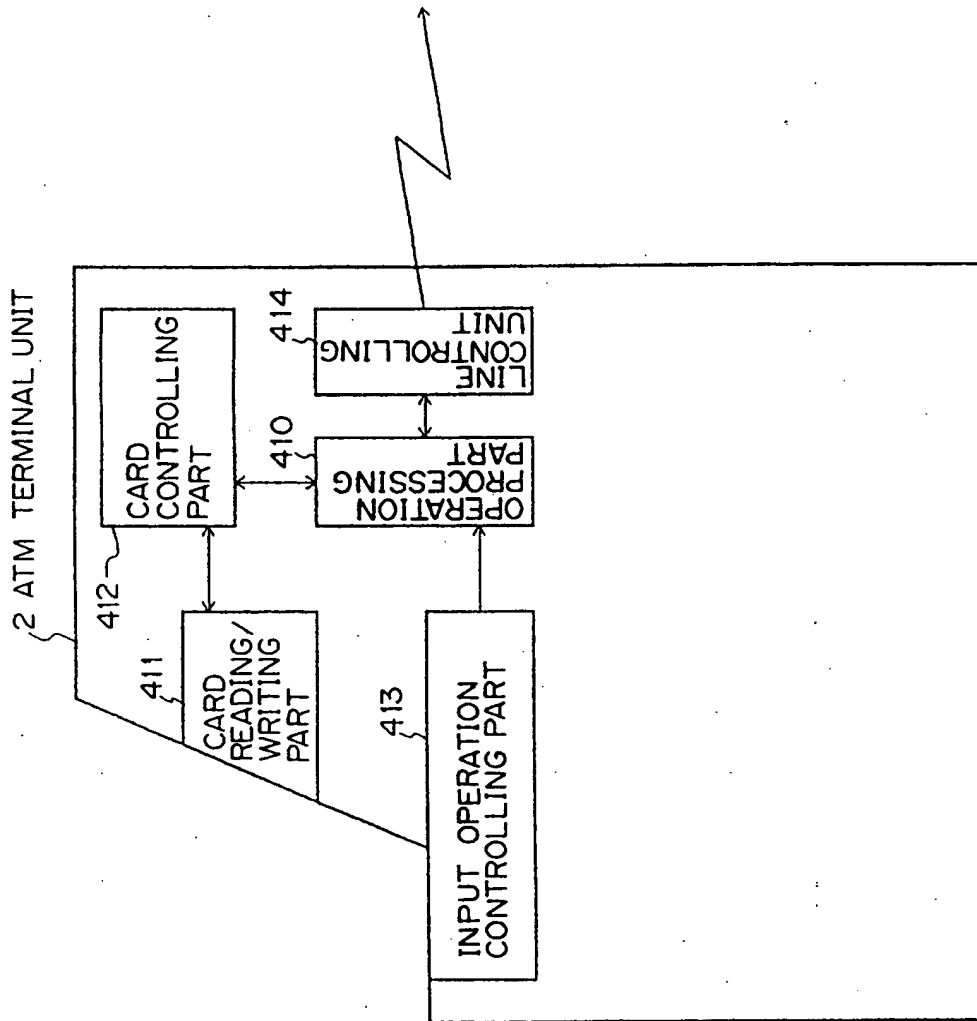 2 ATM TERMINAL UNIT
412
CARD
CONTROLLING
PART
411
CARD
READING/
WRITING
PART
410
OPERATION
PROCESSING
PART
414
LINE
CONTROLLING
UNIT
413
INPUT OPERATION
CONTROLLING PART